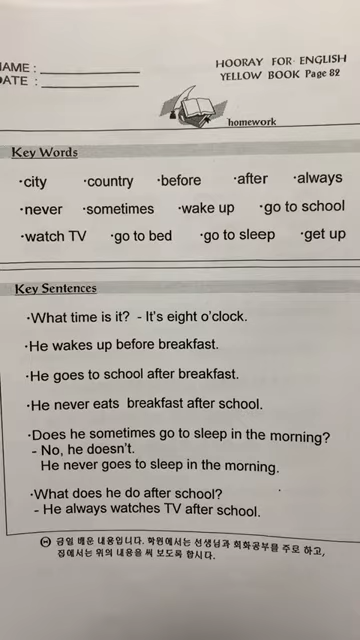 NAME : 
DATE : 
HOORAY FOR ENGLISH
YELLOW BOOK Page 82
homework
Key Words
·city ·country ·before ·after ·always
·never ·sometimes ·wake up ·go to school
·watch TV ·go to bed ·go to sleep ·get up
Key Sentences
·What time is it? - It's eight o'clock.
·He wakes up before breakfast.
·He goes to school after breakfast.
·He never eats breakfast after school.
·Does he sometimes go to sleep in the morning?
- No, he doesn't.
He never goes to sleep in the morning.
·What does he do after school?
- He always watches TV after school.
금일 배운 내용입니다. 학원에서는 선생님과 회화공부를 주로 하고,
집에서는 위의 내용을 써 보도록 합시다.